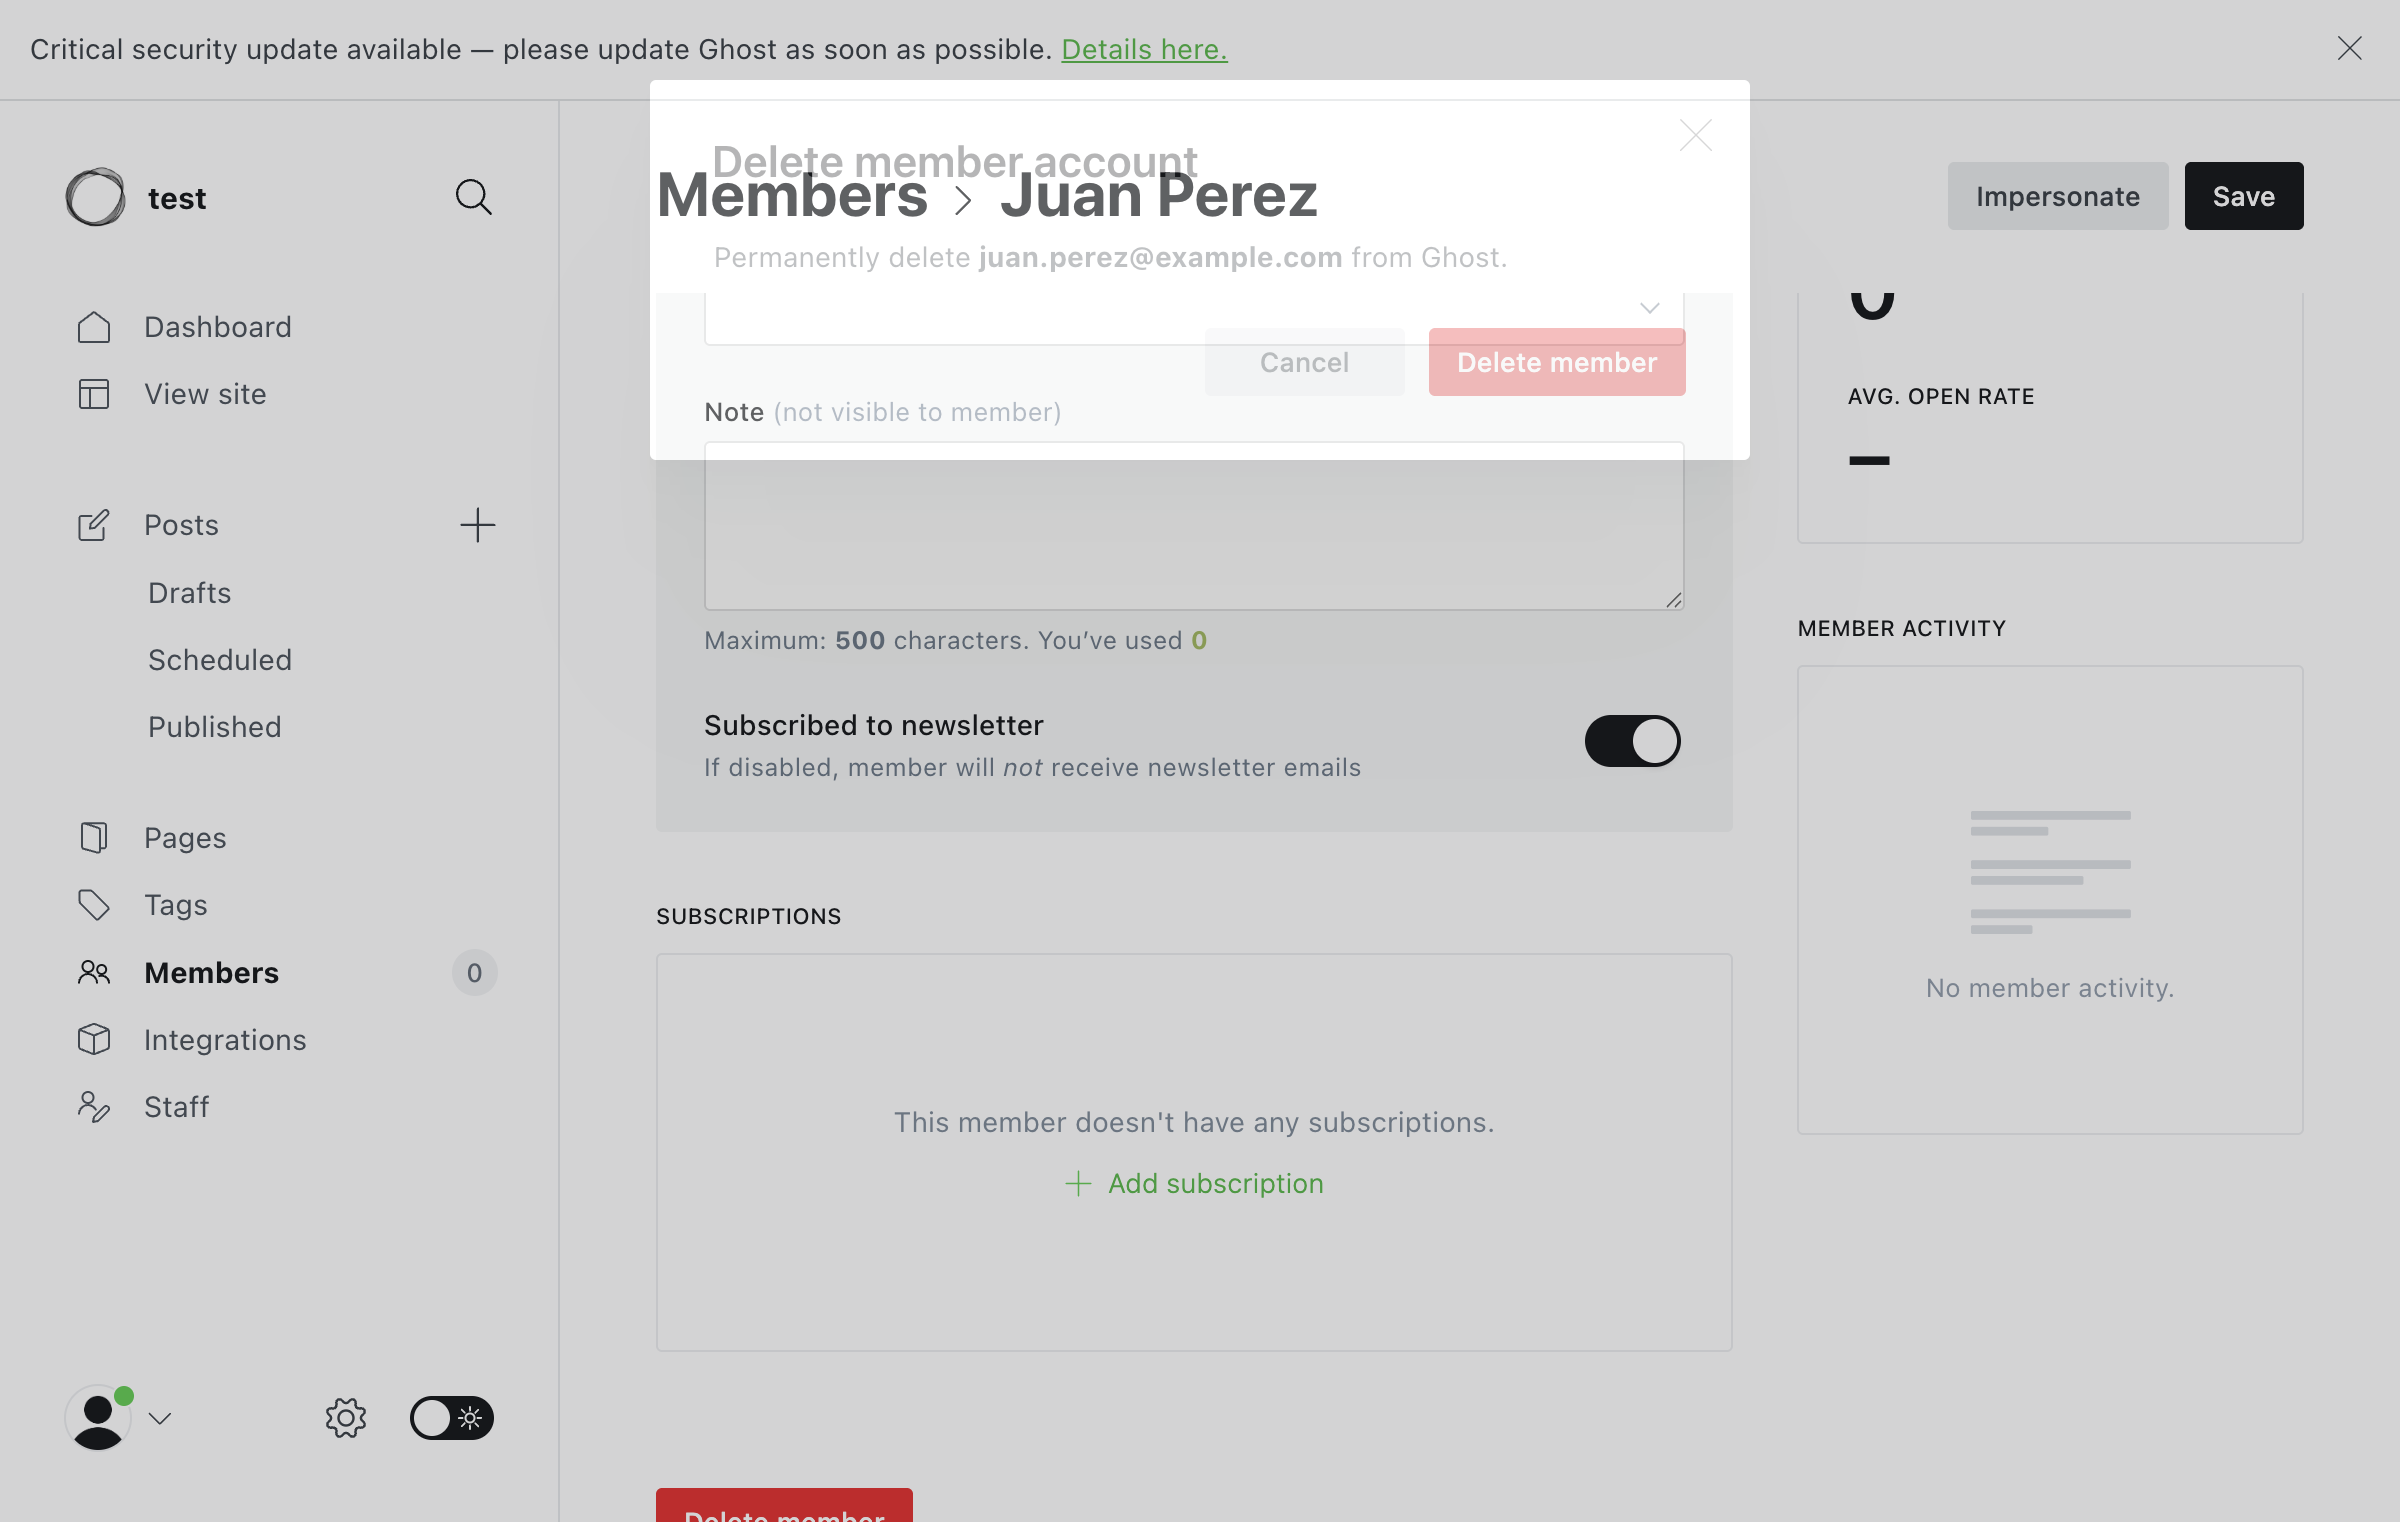 Critical security update available — please update Ghost as soon as possible. Details here.
test
Dashboard
View site
Posts
Drafts
Scheduled
Published
Pages
Tags
Members 0
Integrations
Staff
Delete member account
Members > Juan Perez
Impersonate
Save
Permanently delete juan.perez@example.com from Ghost.
Cancel
Delete member
Note (not visible to member)
Maximum: 500 characters. You’ve used 0
Subscribed to newsletter
If disabled, member will not receive newsletter emails
SUBSCRIPTIONS
This member doesn't have any subscriptions.
Add subscription
Delete member
0
AVG. OPEN RATE
–
MEMBER ACTIVITY
No member activity.